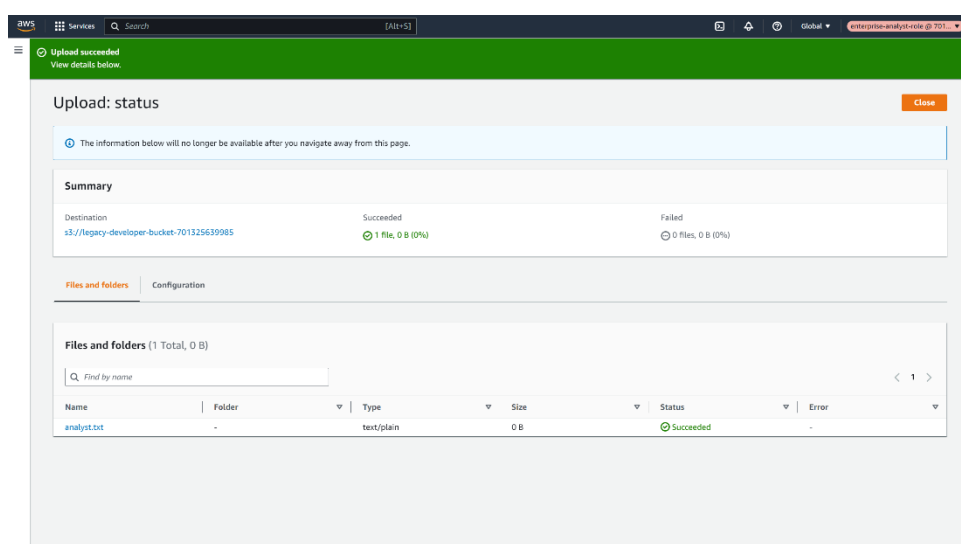 aws
Services
Search
[Alt+S]
Global
enterprise-analyst-role @ 701...
Upload succeeded
View details below.
Upload: status
Close
The information below will no longer be available after you navigate away from this page.
Summary
Destination
s3://legacy-developer-bucket-701325639985
Succeeded
1 file, 0 B (0%)
Failed
0 files, 0 B (0%)
Files and folders
Configuration
Files and folders (1 Total, 0 B)
Find by name
1
Name Folder Type Size Status Error
analyst.txt - text/plain 0 B Succeeded -